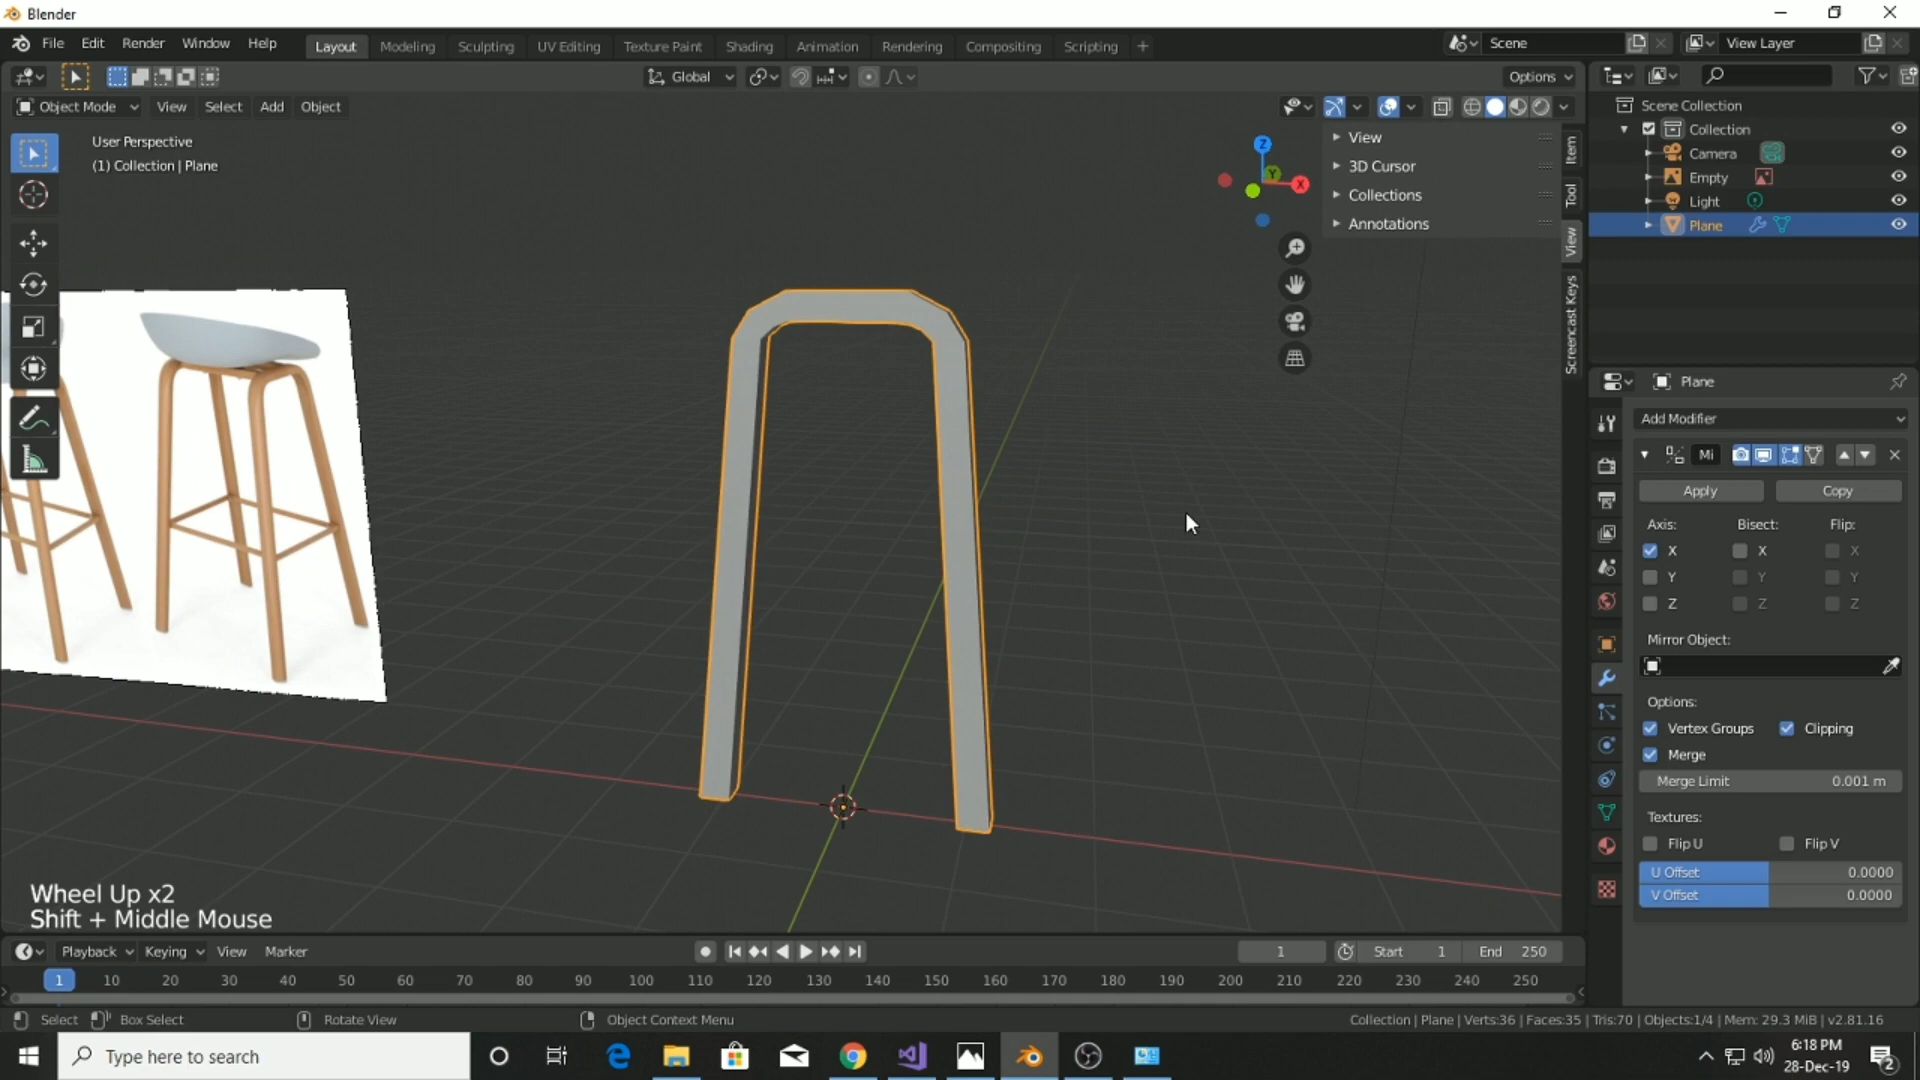 Blender
File Edit Render Window Help Layout Modeling Sculpting UV Editing Texture Paint Shading Animation Rendering Compositing Scripting + Scene View Layer
Global Options
Object Mode View Select Add Object
User Perspective
(1) Collection | Plane
Z
Y
X
View
3D Cursor
Collections
Annotations
Item
Tool
View
Screencast Keys
Scene Collection
Collection
Camera
Empty
Light
Plane
Plane
Add Modifier
Mi
Apply Copy
Axis: Bisect: Flip:
X X X
Y Y Y
Z Z Z
Mirror Object:
Options:
Vertex Groups Clipping
Merge
Merge Limit 0.001 m
Textures:
Flip U Flip V
U Offset 0.0000
V Offset 0.0000
Wheel Up x2
Shift + Middle Mouse
Playback Keying View Marker 1 Start 1 End 250
1 10 20 30 40 50 60 70 80 90 100 110 120 130 140 150 160 170 180 190 200 210 220 230 240 250
Select Box Select Rotate View Object Context Menu Collection | Plane | Verts:36 | Faces:35 | Tris:70 | Objects:1/4 | Mem: 29.3 MiB | v2.81.16
Type here to search
6:18 PM
28-Dec-19
2